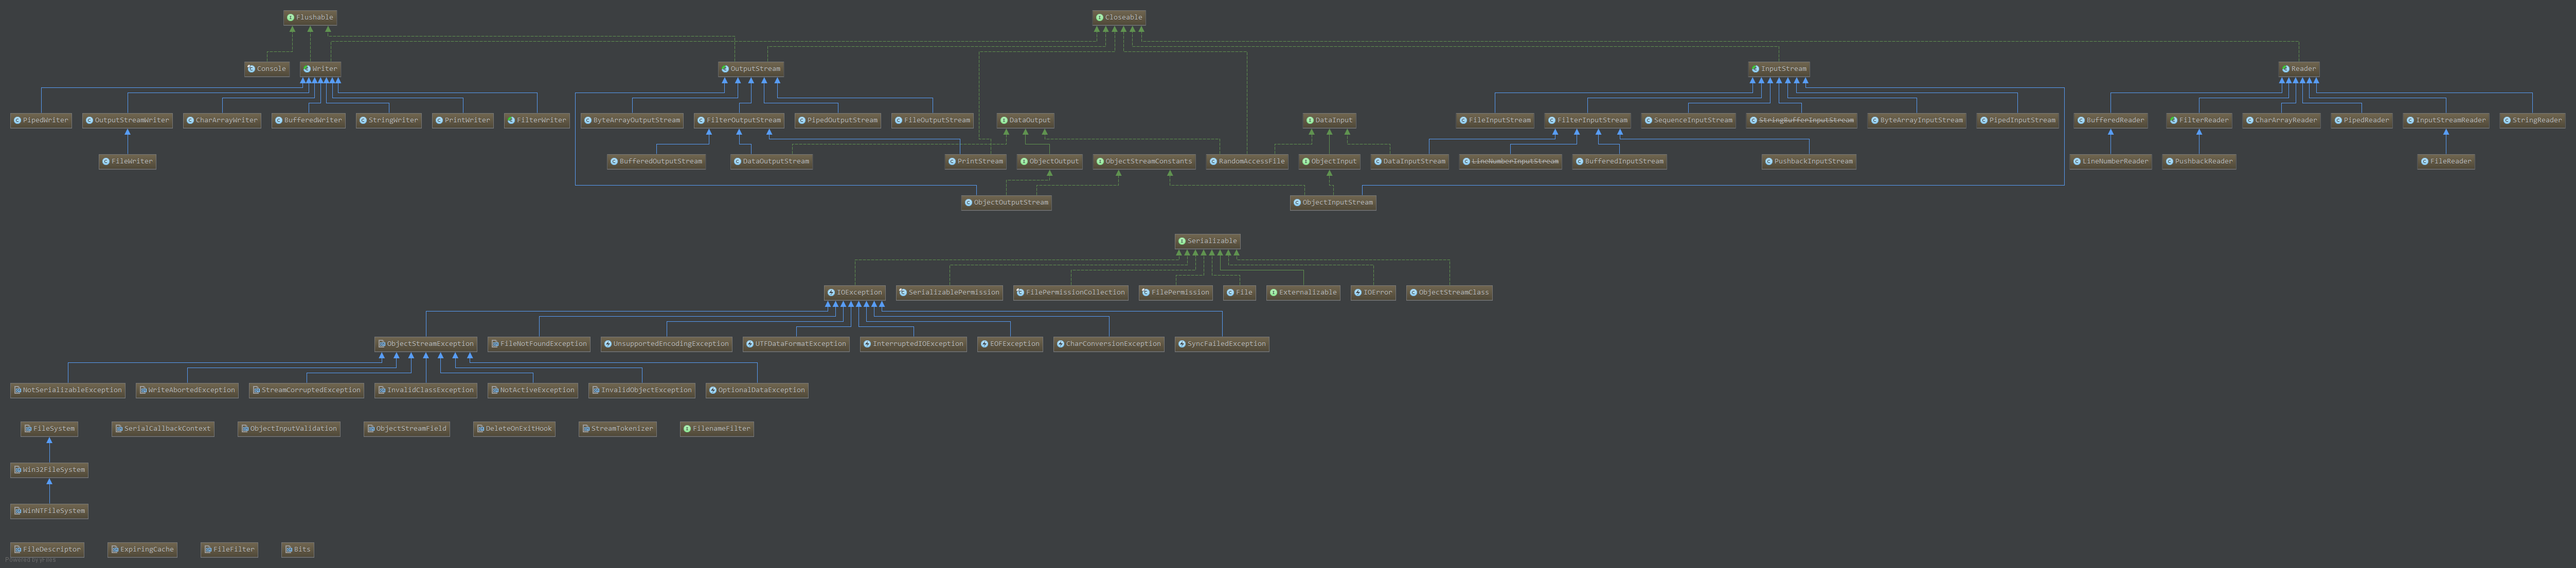 Flushable
Closeable
Console
Writer
OutputStream
InputStream
Reader
PipedWriter
OutputStreamWriter
CharArrayWriter
BufferedWriter
StringWriter
PrintWriter
FilterWriter
ByteArrayOutputStream
FilterOutputStream
PipedOutputStream
FileOutputStream
DataOutput
DataInput
FileInputStream
FilterInputStream
SequenceInputStream
StringBufferInputStream
ByteArrayInputStream
PipedInputStream
BufferedReader
FilterReader
CharArrayReader
PipedReader
InputStreamReader
StringReader
FileWriter
BufferedOutputStream
DataOutputStream
PrintStream
ObjectOutput
ObjectStreamConstants
RandomAccessFile
ObjectInput
DataInputStream
LineNumberInputStream
BufferedInputStream
PushbackInputStream
LineNumberReader
PushbackReader
FileReader
ObjectOutputStream
ObjectInputStream
Serializable
IOException
SerializablePermission
FilePermissionCollection
FilePermission
File
Externalizable
IOError
ObjectStreamClass
ObjectStreamException
FileNotFoundException
UnsupportedEncodingException
UTFDataFormatException
InterruptedIOException
EOFException
CharConversionException
SyncFailedException
NotSerializableException
WriteAbortedException
StreamCorruptedException
InvalidClassException
NotActiveException
InvalidObjectException
OptionalDataException
FileSystem
SerialCallbackContext
ObjectInputValidation
ObjectStreamField
DeleteOnExitHook
StreamTokenizer
FilenameFilter
Win32FileSystem
WinNTFileSystem
FileDescriptor
ExpiringCache
FileFilter
Bits
Powered by yFiles